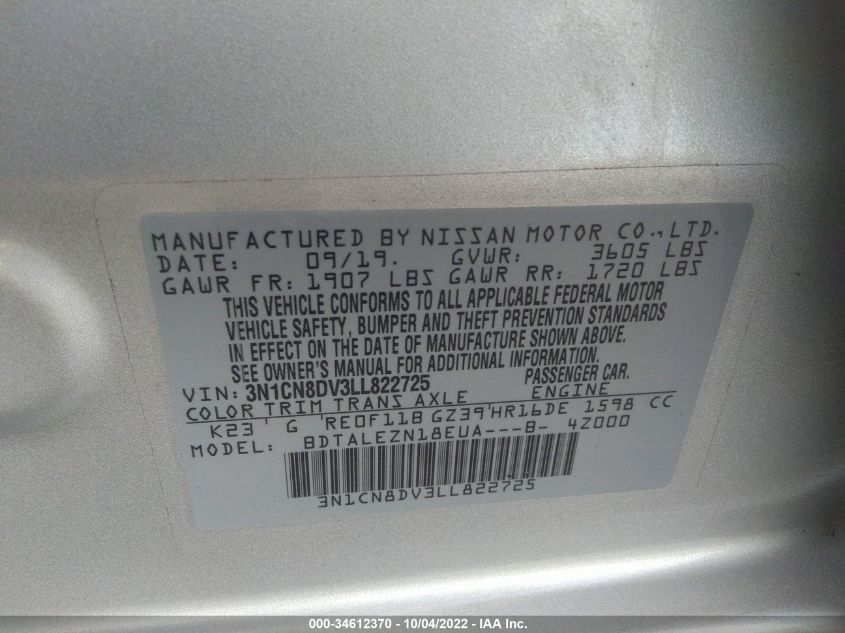 MANUFACTURED BY NISSAN MOTOR CO.,LTD.
DATE: 09/19. GVWR: 3605 LBS
GAWR FR: 1907 LBS GAWR RR: 1720 LBS
THIS VEHICLE CONFORMS TO ALL APPLICABLE FEDERAL MOTOR
VEHICLE SAFETY, BUMPER AND THEFT PREVENTION STANDARDS
IN EFFECT ON THE DATE OF MANUFACTURE SHOWN ABOVE.
SEE OWNER'S MANUAL FOR ADDITIONAL INFORMATION.
VIN: 3N1CN8DV3LL822725 PASSENGER CAR.
COLOR TRIM TRANS AXLE ENGINE
K23 G RE0F11B GZ39 HR16DE 1598 CC
MODEL: BDTALEZN18EUA---B- 4Z000
3N1CN8DV3LL822725
000-34612370 - 10/04/2022 - IAA Inc.